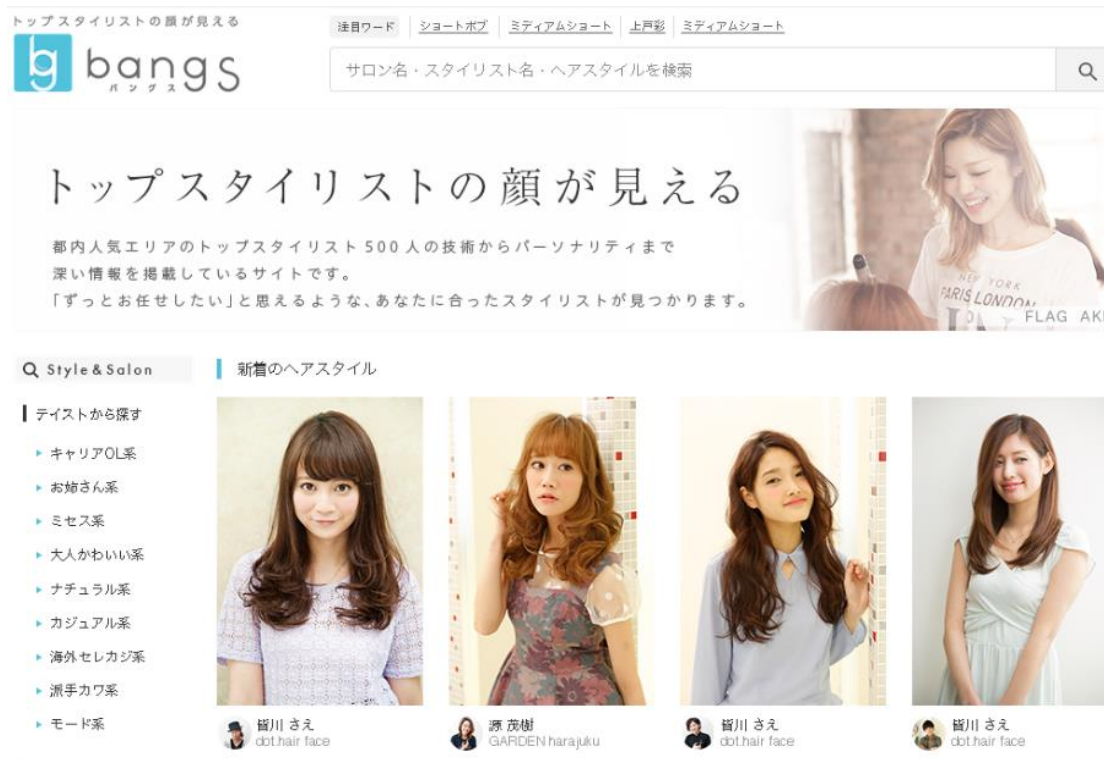 トップスタイリストの顔が見える
bg bangs
バングス
注目ワード ショートボブ ミディアムショート 上戸彩 ミディアムショート
サロン名・スタイリスト名・ヘアスタイルを検索
トップスタイリストの顔が見える
都内人気エリアのトップスタイリスト500人の技術からパーソナリティまで
深い情報を掲載しているサイトです。
「ずっとお任せしたい」と思えるような、あなたに合ったスタイリストが見つかります。
NEW YORK
PARIS LONDON
FLAG AK
Style&Salon
テイストから探す
キャリアOL系
お姉さん系
ミセス系
大人かわいい系
ナチュラル系
カジュアル系
海外セレカジ系
派手カワ系
モード系
新着のヘアスタイル
皆川 さえ
dot.hair face
源 茂樹
GARDEN harajuku
皆川 さえ
dot.hair face
皆川 さえ
dot.hair face